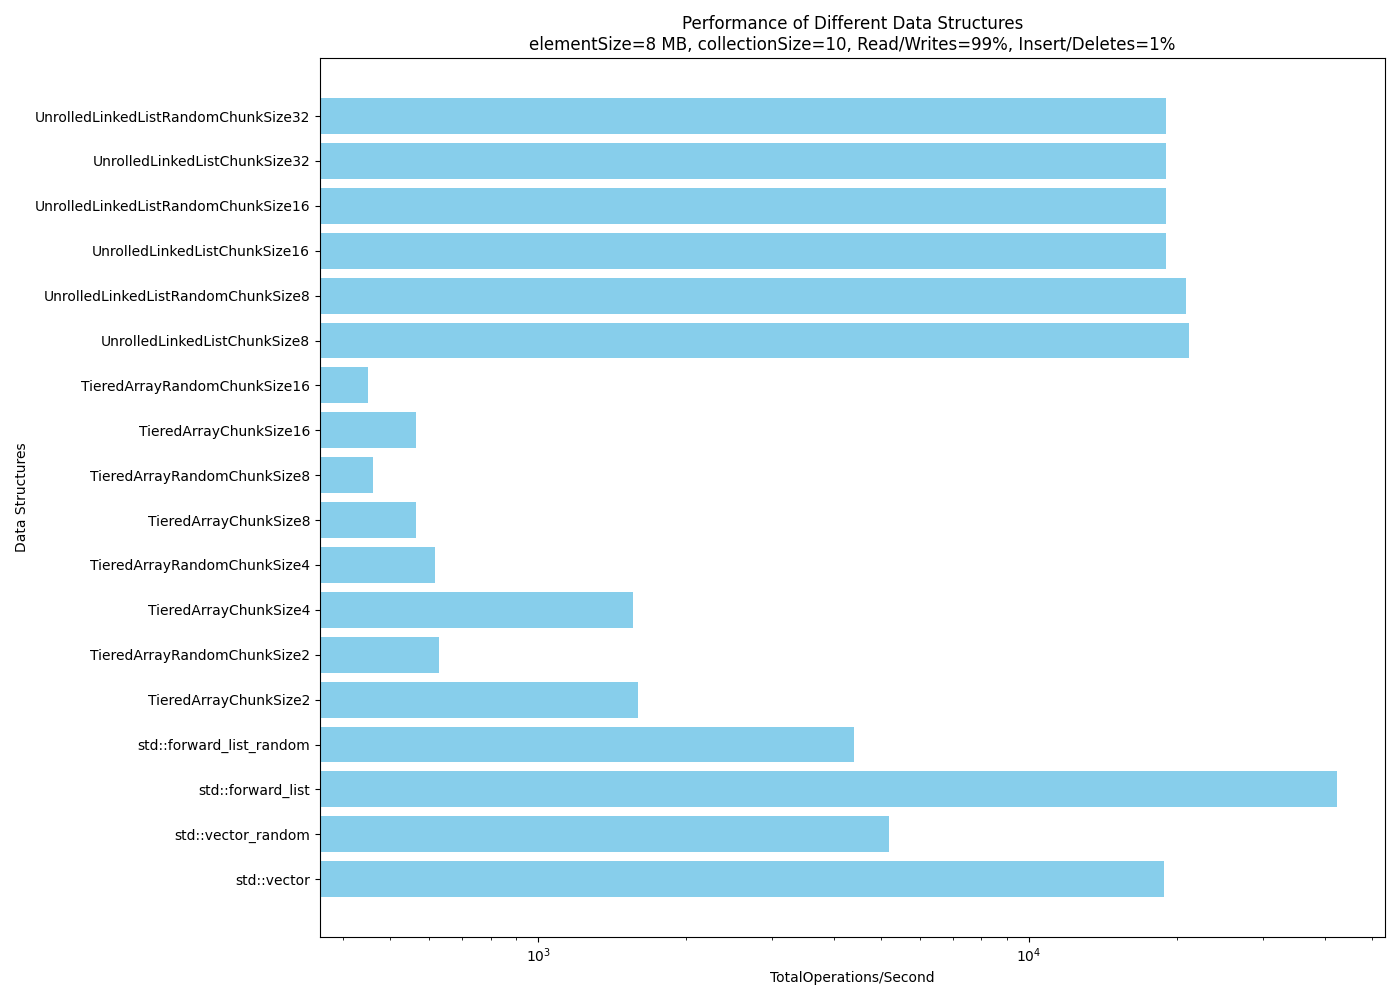 Performance of Different Data Structures
elementSize=8 MB, collectionSize=10, Read/Writes=99%, Insert/Deletes=1%
UnrolledLinkedListRandomChunkSize32
UnrolledLinkedListChunkSize32
UnrolledLinkedListRandomChunkSize16
UnrolledLinkedListChunkSize16
UnrolledLinkedListRandomChunkSize8
UnrolledLinkedListChunkSize8
TieredArrayRandomChunkSize16
TieredArrayChunkSize16
TieredArrayRandomChunkSize8
TieredArrayChunkSize8
TieredArrayRandomChunkSize4
TieredArrayChunkSize4
TieredArrayRandomChunkSize2
TieredArrayChunkSize2
std::forward_list_random
std::forward_list
std::vector_random
std::vector
Data Structures
10³ 10⁴
TotalOperations/Second